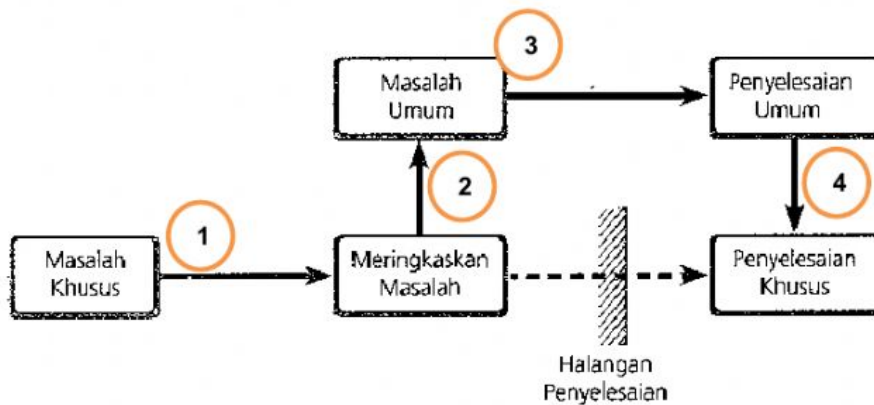 3
Masalah
Umum
Penyelesaian
Umum
2
4
1
Masalah
Khusus
Meringkaskan
Masalah
Penyelesaian
Khusus
Halangan
Penyelesaian